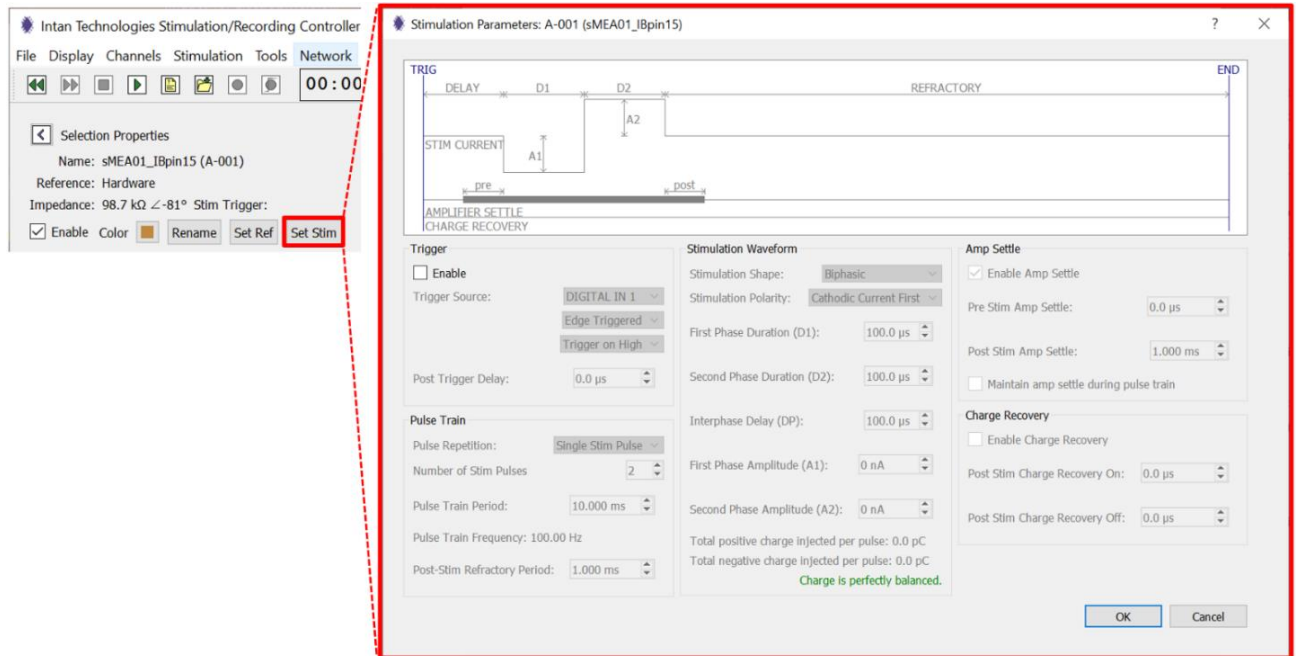 Intan Technologies Stimulation/Recording Controller
File Display Channels Stimulation Tools Network
00:00
Selection Properties
Name: sMEA01_IBpin15 (A-001)
Reference: Hardware
Impedance: 98.7 kΩ ∠-81° Stim Trigger:
Enable Color Rename Set Ref Set Stim
Stimulation Parameters: A-001 (sMEA01_IBpin15)
TRIG END
DELAY D1 D2 REFRACTORY
A2
STIM CURRENT
A1
pre post
AMPLIFIER SETTLE
CHARGE RECOVERY
Trigger
Enable
Trigger Source: DIGITAL IN 1
Edge Triggered
Trigger on High
Post Trigger Delay: 0.0 µs
Pulse Train
Pulse Repetition: Single Stim Pulse
Number of Stim Pulses 2
Pulse Train Period: 10.000 ms
Pulse Train Frequency: 100.00 Hz
Post-Stim Refractory Period: 1.000 ms
Stimulation Waveform
Stimulation Shape: Biphasic
Stimulation Polarity: Cathodic Current First
First Phase Duration (D1): 100.0 µs
Second Phase Duration (D2): 100.0 µs
Interphase Delay (DP): 100.0 µs
First Phase Amplitude (A1): 0 nA
Second Phase Amplitude (A2): 0 nA
Total positive charge injected per pulse: 0.0 pC
Total negative charge injected per pulse: 0.0 pC
Charge is perfectly balanced.
Amp Settle
Enable Amp Settle
Pre Stim Amp Settle: 0.0 µs
Post Stim Amp Settle: 1.000 ms
Maintain amp settle during pulse train
Charge Recovery
Enable Charge Recovery
Post Stim Charge Recovery On: 0.0 µs
Post Stim Charge Recovery Off: 0.0 µs
OK Cancel